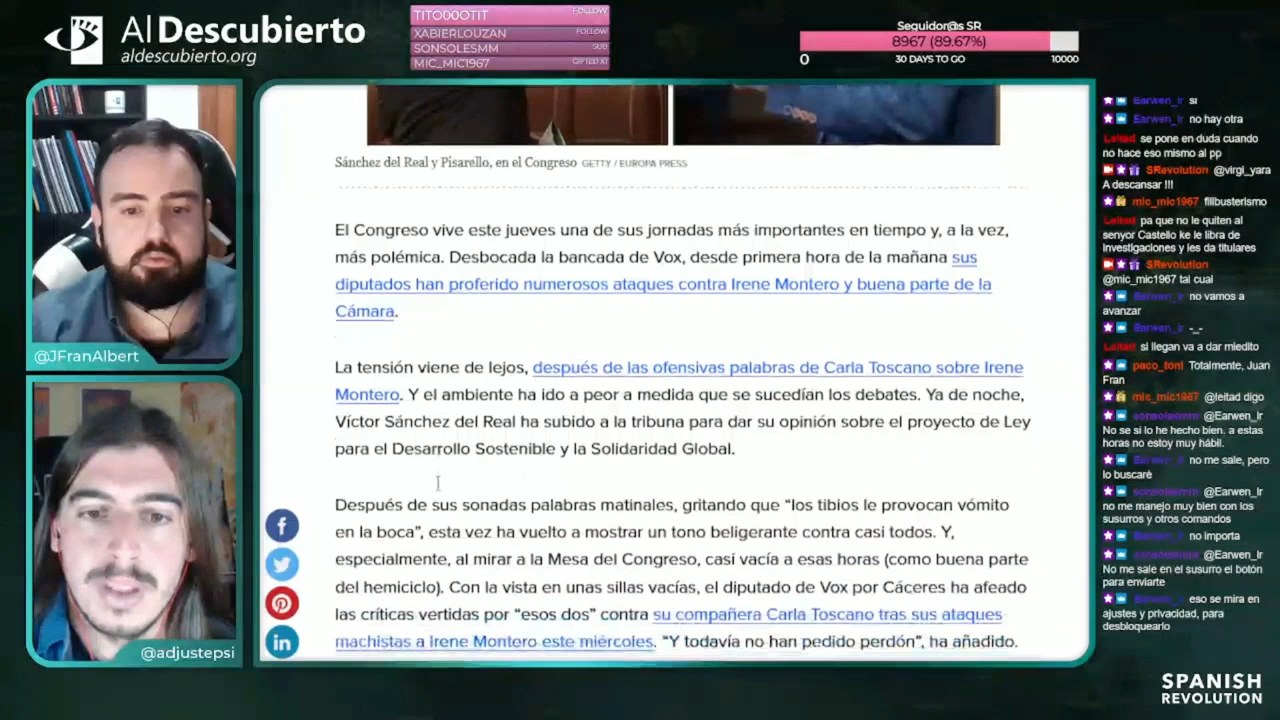 Al Descubierto
aldescubierto.org
TITO00OTIT FOLLOW
XABIERLOUZAN FOLLOW
SONSOLESMM SUB
MIC_MIC1967 GIFTED X1
Seguidor@s SR
8967 (89.67%)
0 30 DAYS TO GO 10000
@JFranAlbert
@adjustepsi
Sánchez del Real y Pisarello, en el Congreso GETTY / EUROPA PRESS
El Congreso vive este jueves una de sus jornadas más importantes en tiempo y, a la vez,
más polémica. Desbocada la bancada de Vox, desde primera hora de la mañana sus
diputados han proferido numerosos ataques contra Irene Montero y buena parte de la
Cámara.
La tensión viene de lejos, después de las ofensivas palabras de Carla Toscano sobre Irene
Montero. Y el ambiente ha ido a peor a medida que se sucedían los debates. Ya de noche,
Víctor Sánchez del Real ha subido a la tribuna para dar su opinión sobre el proyecto de Ley
para el Desarrollo Sostenible y la Solidaridad Global.
Después de sus sonadas palabras matinales, gritando que “los tibios le provocan vómito
en la boca”, esta vez ha vuelto a mostrar un tono beligerante contra casi todos. Y,
especialmente, al mirar a la Mesa del Congreso, casi vacía a esas horas (como buena parte
del hemiciclo). Con la vista en unas sillas vacías, el diputado de Vox por Cáceres ha afeado
las críticas vertidas por “esos dos” contra su compañera Carla Toscano tras sus ataques
machistas a Irene Montero este miércoles. “Y todavía no han pedido perdón”, ha añadido.
Earwen_Ir si
Earwen_Ir no hay otra
Leitad se pone en duda cuando
no hace eso mismo al pp
SRevolution @virgi_yara
A descansar !!!
mic_mic1967 filibusterismo
Leitad pa que no le quiten al
senyor Castello ke le libra de
Investigaciones y les da titulares
SRevolution
@mic_mic1967 tal cual
Earwen_Ir no vamos a
avanzar
Earwen_Ir -_-
Leitad si llegan va a dar miedito
paco_toni Totalmente, Juan
Fran
mic_mic1967 @leitad digo
sonsolesmm @Earwen_Ir
No se si lo he hecho bien. a estas
horas no estoy muy hábil.
Earwen_Ir no me sale, pero
lo buscaré
sonsolesmm @Earwen_Ir
no me manejo muy bien con los
susurros y otros comandos
Earwen_Ir no importa
sonsolesmm @Earwen_Ir
No me sale en el susurro el botón
para enviarte
Earwen_Ir eso se mira en
ajustes y privacidad, para
desbloquearlo
SPANISH
REVOLUTION